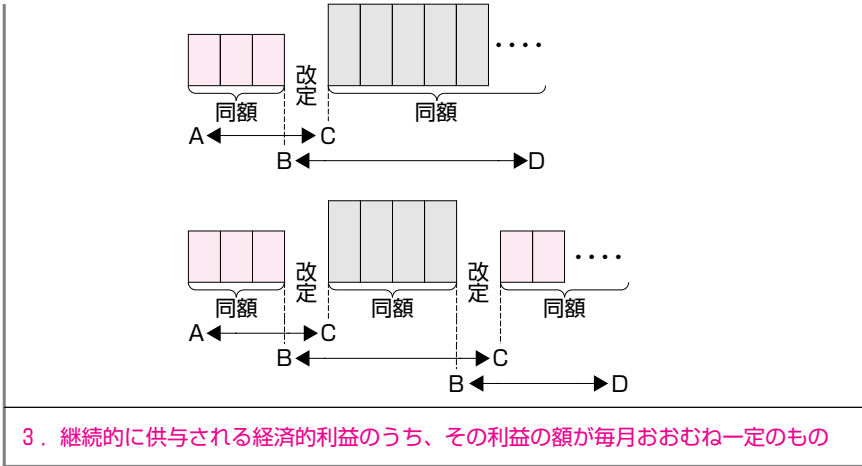 改定
同額 同額
A C
B D
改定 改定
同額 同額 同額
A C
B C
B D
3．継続的に供与される経済的利益のうち、その利益の額が毎月おおむね一定のもの